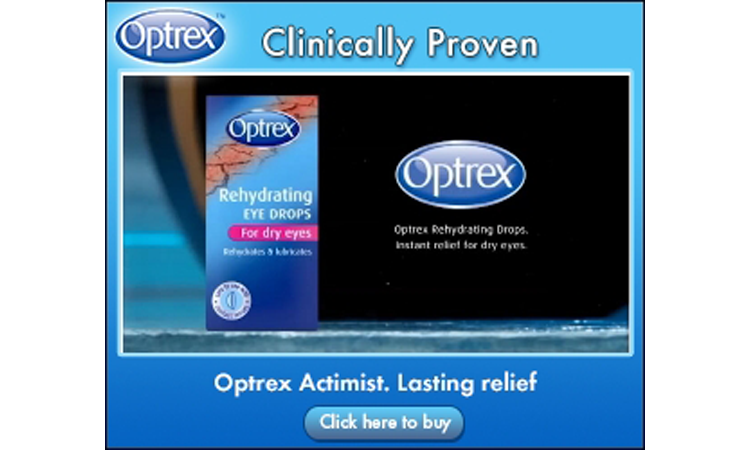 Optrex™
Clinically Proven
Optrex
Rehydrating
EYE DROPS
For dry eyes
Rehydrates & lubricates
Optrex
Optrex Rehydrating Drops.
Instant relief for dry eyes.
Optrex Actimist. Lasting relief
Click here to buy